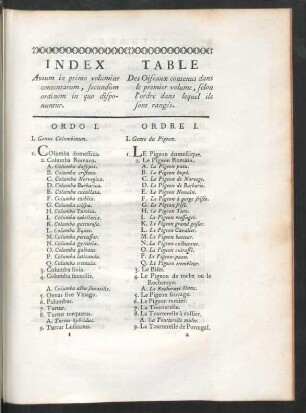 INDEX
Avium in primo volumine
contentarum, secundùm
ordinem in quo dispo-
nuntur.
ORDO I.
I. Genus Columbinum.
1. Columba domestica.
2. Columba Romana.
A. Columba dasypus.
B. Columba cristata.
C. Columba Norvegica.
D. Columba Barbarica.
E. Columba cucullata.
F. Columba turbita.
G. Columba crispa.
H. Columba Turcica.
I. Columba tabellaria.
K. Columba gutturosa.
L. Columba Eques.
M. Columba percussor.
N. Columba gyratrix.
O. Columba galeata.
P. Columba laticauda.
Q. Columba tremula.
3. Columba livia.
4. Columba saxatilis.
A. Columba alba saxatilis.
5. Oenas sive Vinago.
6. Palumbus.
7. Turtur.
8. Turtur torquatus.
A. Turtur hybridus.
9. Turtur Lusitanus.
1
TABLE
Des Oiseaux contenus dans
le premier volume, selon
l'ordre dans lequel ils
sont rangés.
ORDRE I.
I. Genre du Pigeon.
1. LE Pigeon domestique.
2. Le Pigeon Romain.
A. Le Pigeon patu.
B. Le Pigeon hupé.
C. Le Pigeon de Norvege.
D. Le Pigeon de Barbarie.
E. Le Pigeon Nonain.
F. Le Pigeon à gorge frisée.
G. Le Pigeon frisé.
H. Le Pigeon Turc.
I. Le Pigeon messager.
K. Le Pigeon grand gosier.
L. Le Pigeon Cavalier.
M. Le Pigeon batteur.
N. Le Pigeon culbutant.
O. Le Pigeon cuirassé.
P. Le Pigeon-paon.
Q. Le Pigeon trembleur.
3. Le Biset.
4. Le Pigeon de roche ou le
Rocheraye.
A. Le Rocheraye blanc.
5. Le Pigeon sauvage.
6. Le Pigeon ramier.
7. La Tourterelle.
8. La Tourterelle à collier.
A. La Tourterelle mulet.
9. La Tourterelle de Portugal.
2